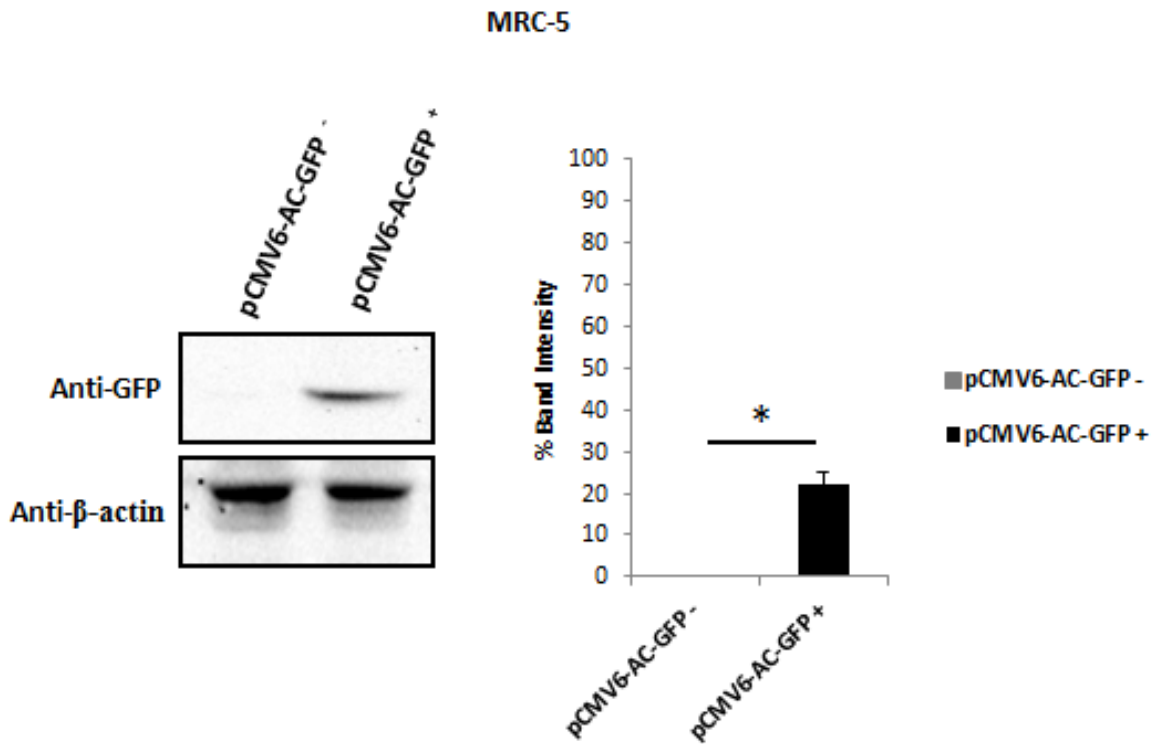 MRC-5
pCMV6-AC-GFP -
pCMV6-AC-GFP +
Anti-GFP
Anti-β-actin
% Band Intensity
100
90
80
70
60
50
40
30
20
10
0
*
pCMV6-AC-GFP -
pCMV6-AC-GFP +
pCMV6-AC-GFP -
pCMV6-AC-GFP +